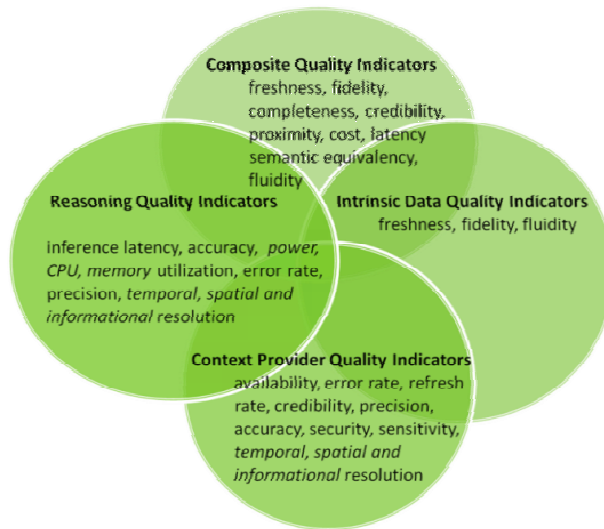 Composite Quality Indicators
freshness, fidelity,
completeness, credibility,
proximity, cost, latency
semantic equivalency,
fluidity
Reasoning Quality Indicators
inference latency, accuracy, power,
CPU, memory utilization, error rate,
precision, temporal, spatial and
informational resolution
Intrinsic Data Quality Indicators
freshness, fidelity, fluidity
Context Provider Quality Indicators
availability, error rate, refresh
rate, credibility, precision,
accuracy, security, sensitivity,
temporal, spatial and
informational resolution